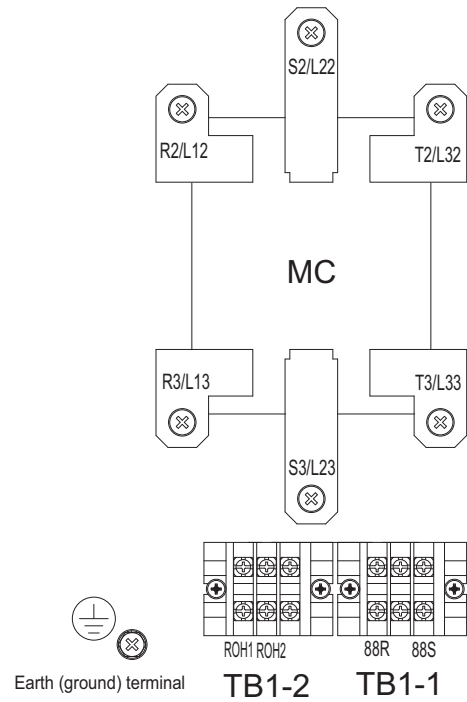 S2/L22
R2/L12 T2/L32
MC
R3/L13 T3/L33
S3/L23
ROH1 ROH2 88R 88S
Earth (ground) terminal TB1-2 TB1-1